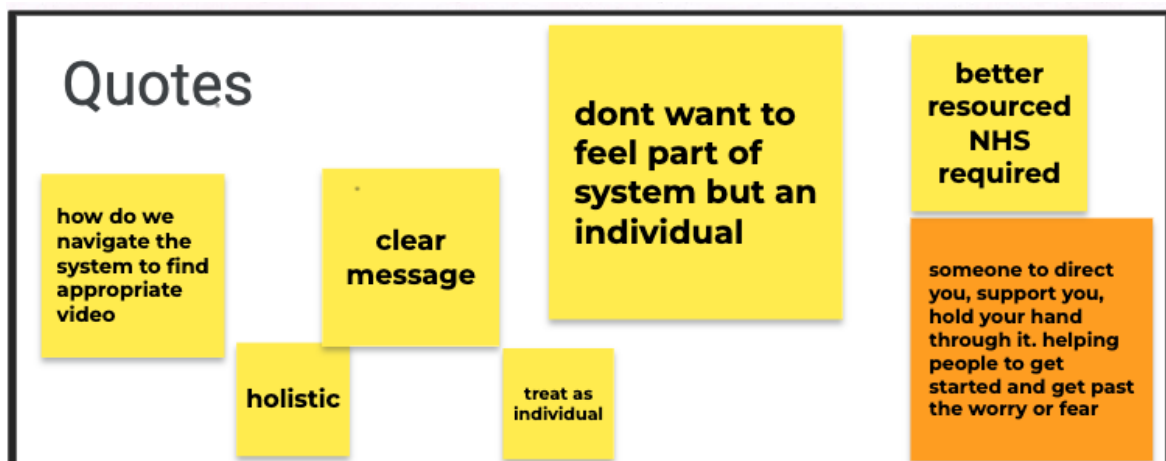 Quotes
how do we
navigate the
system to find
appropriate
video
clear
message
holistic
treat as
individual
dont want to
feel part of
system but an
individual
better
resourced
NHS
required
someone to direct
you, support you,
hold your hand
through it. helping
people to get
started and get past
the worry or fear